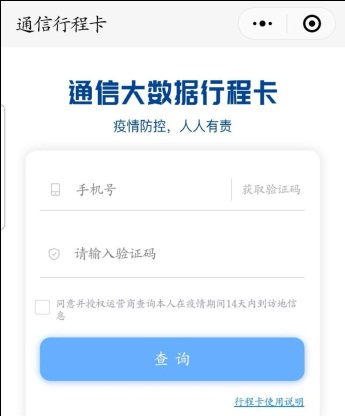 通信行程卡
通信大数据行程卡
疫情防控，人人有责
手机号 获取验证码
请输入验证码
同意并授权运营商查询本人在疫情期间14天内到访地信
息
查询
行程卡使用说明